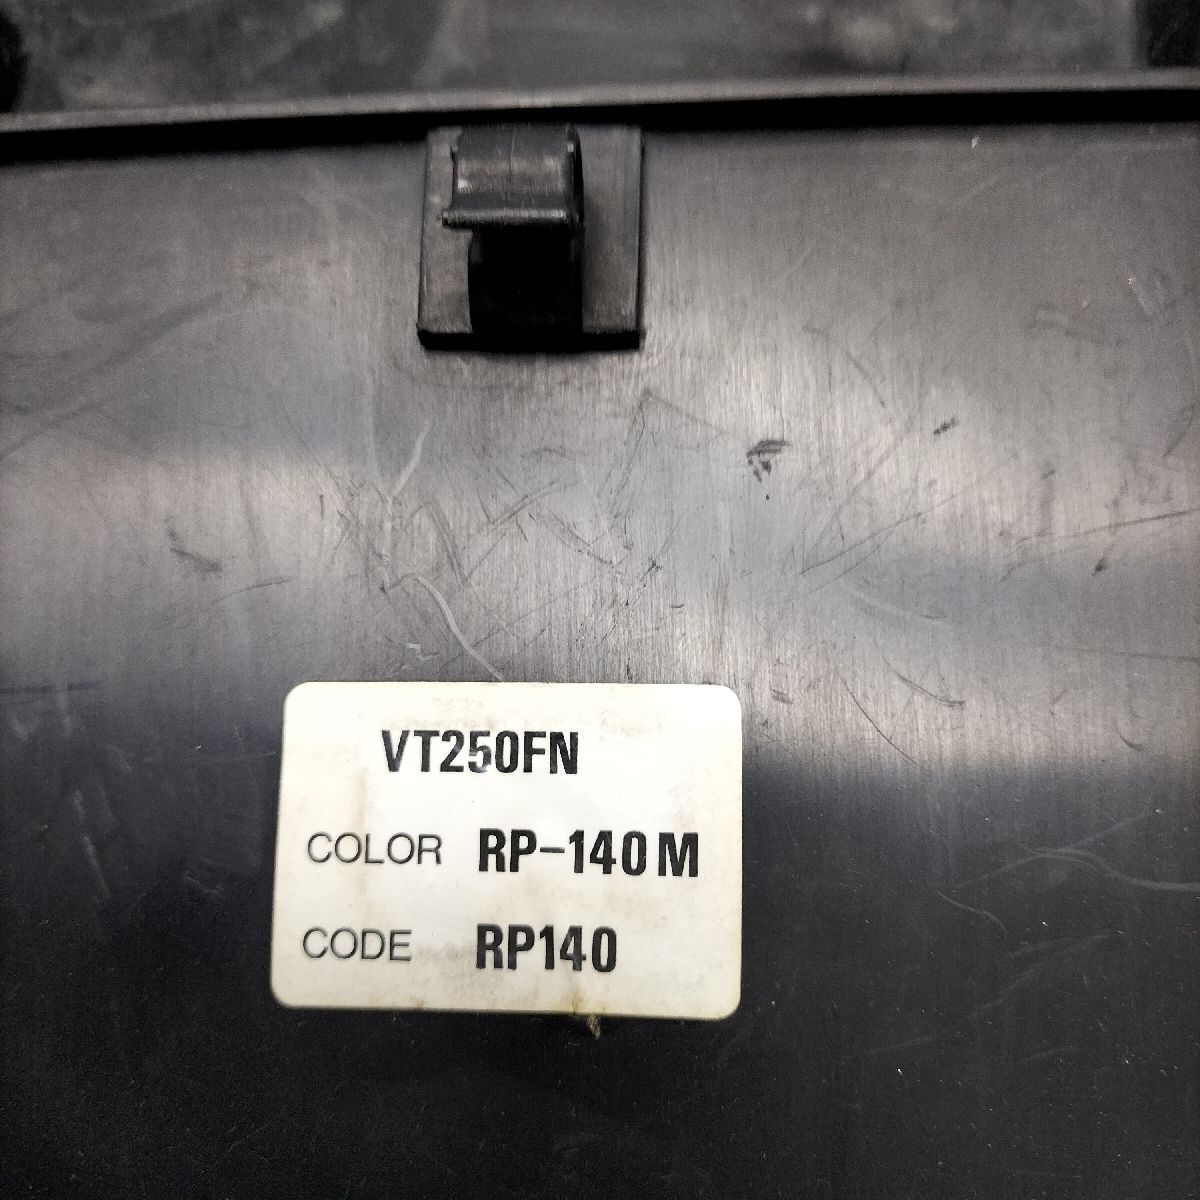 VT250FN
COLOR RP-140M
CODE RP140